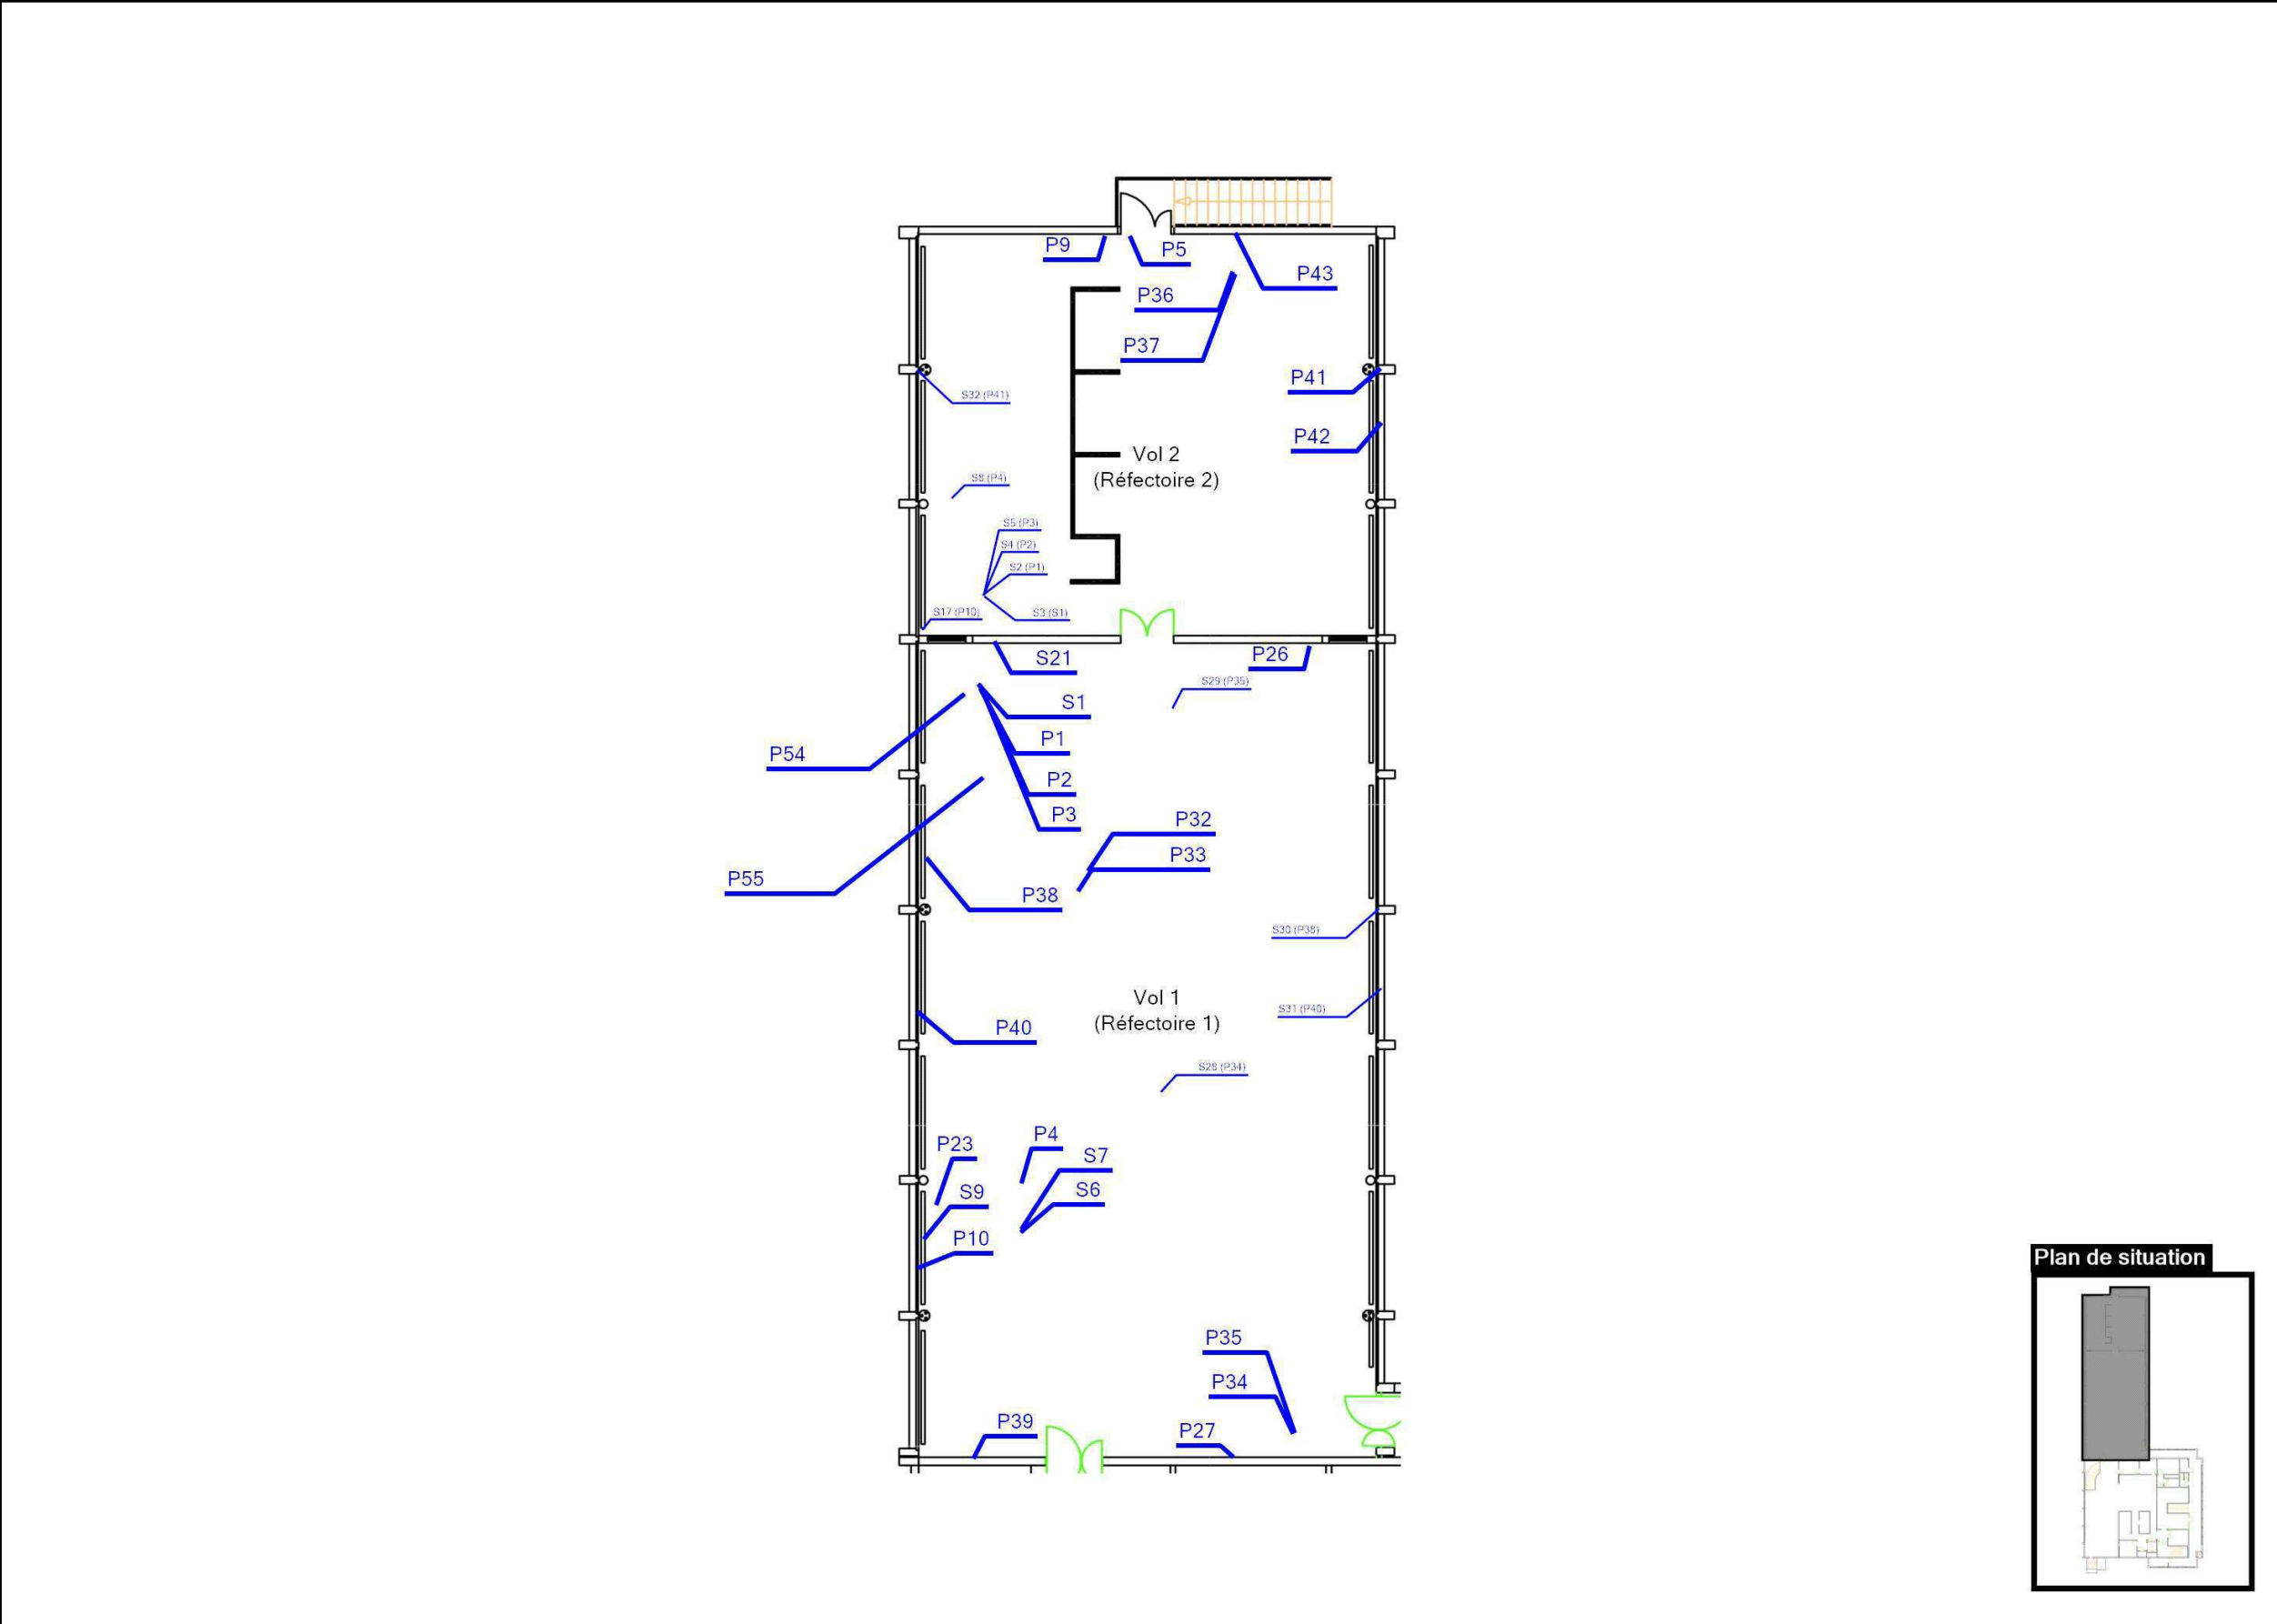 P9
P5
P43
P36
P37
P41
S32 (P41)
P42
Vol 2
(Réfectoire 2)
S8 (P4)
S5 (P3)
S4 (P2)
S2 (P1)
S17 (P10)
S3 (S1)
S21
P26
S29 (P35)
S1
P1
P54
P2
P3
P32
P33
P55
P38
S30 (P38)
Vol 1
(Réfectoire 1)
S31 (P40)
P40
S28 (P34)
P4
P23
S7
S9
S6
P10
Plan de situation
P35
P34
P39
P27